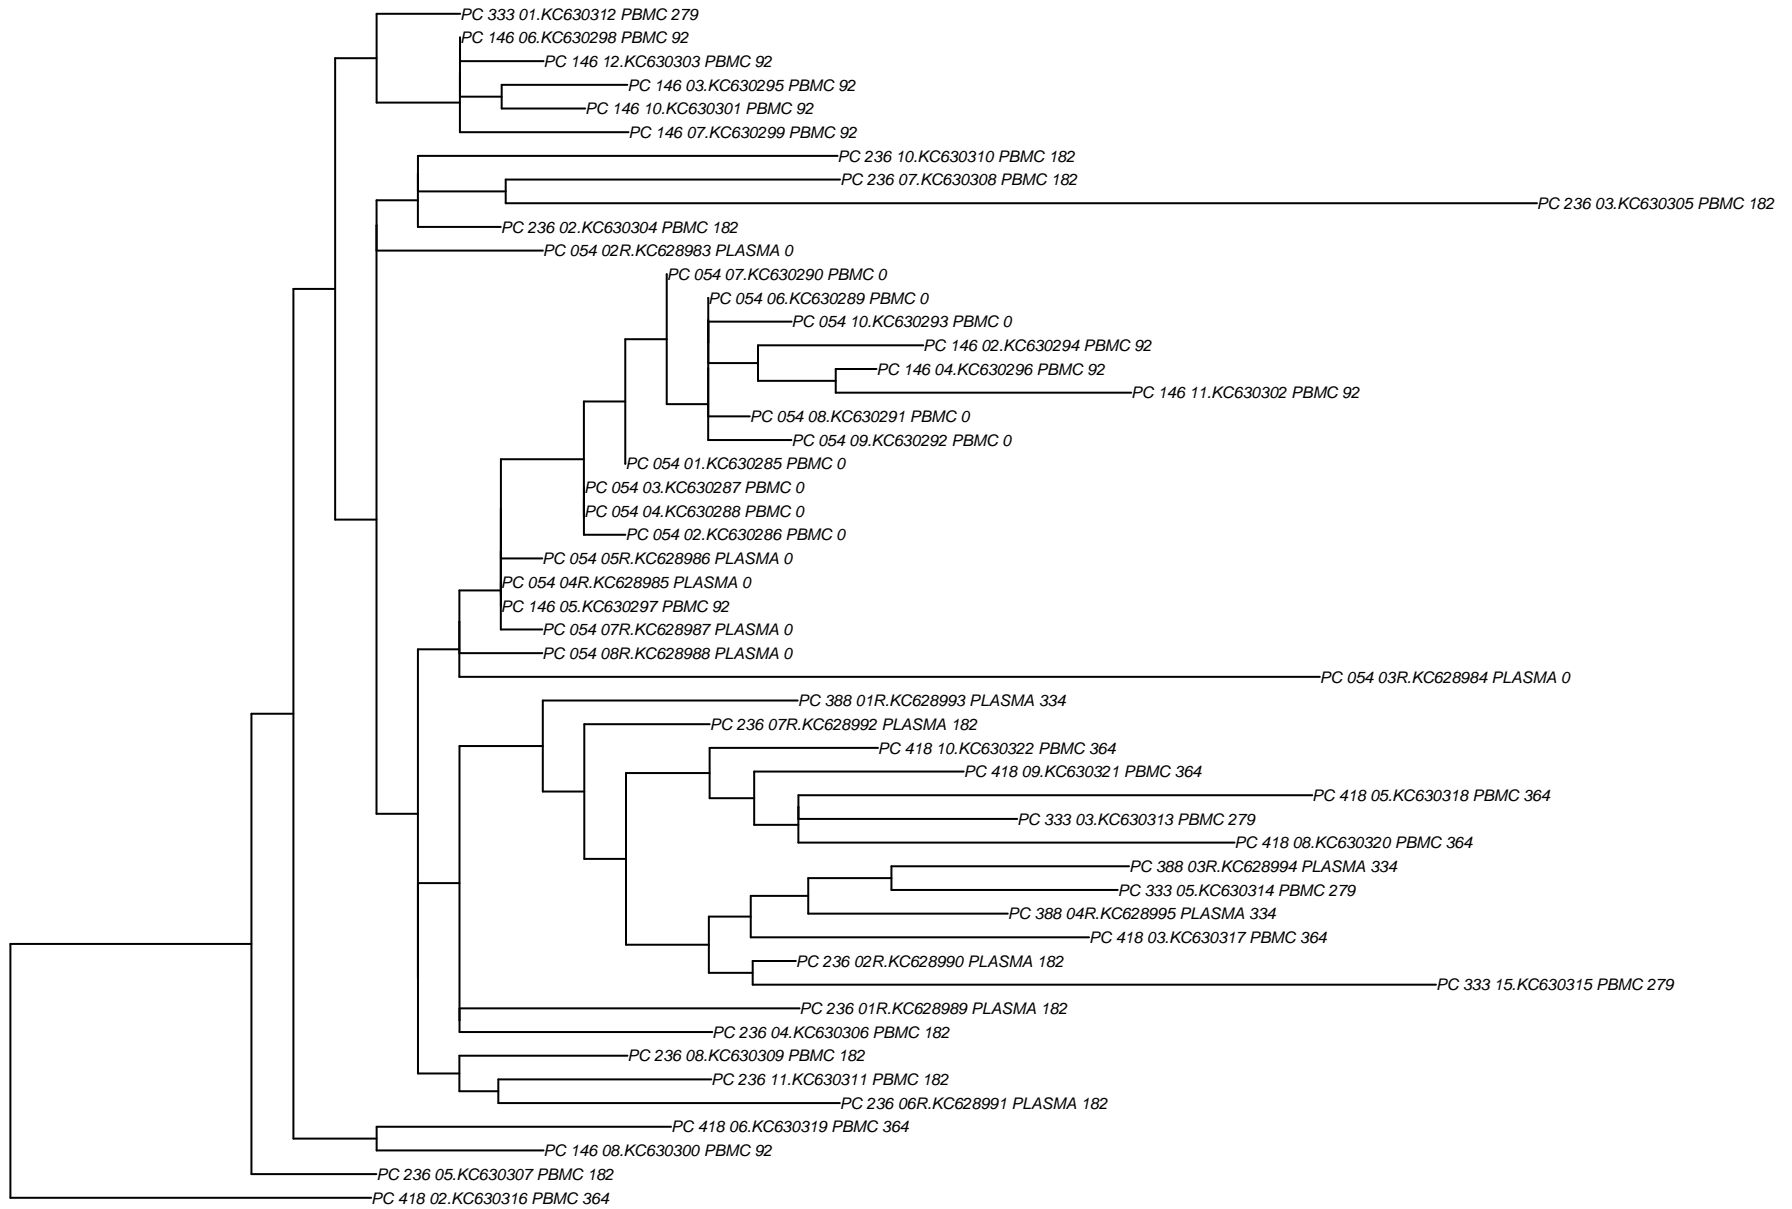 PC 333 01.KC630312 PBMC 279
PC 146 06.KC630298 PBMC 92
PC 146 12.KC630303 PBMC 92
PC 146 03.KC630295 PBMC 92
PC 146 10.KC630301 PBMC 92
PC 146 07.KC630299 PBMC 92
PC 236 10.KC630310 PBMC 182
PC 236 07.KC630308 PBMC 182
PC 236 03.KC630305 PBMC 182
PC 236 02.KC630304 PBMC 182
PC 054 02R.KC628983 PLASMA 0
PC 054 07.KC630290 PBMC 0
PC 054 06.KC630289 PBMC 0
PC 054 10.KC630293 PBMC 0
PC 146 02.KC630294 PBMC 92
PC 146 04.KC630296 PBMC 92
PC 146 11.KC630302 PBMC 92
PC 054 08.KC630291 PBMC 0
PC 054 09.KC630292 PBMC 0
PC 054 01.KC630285 PBMC 0
PC 054 03.KC630287 PBMC 0
PC 054 04.KC630288 PBMC 0
PC 054 02.KC630286 PBMC 0
PC 054 05R.KC628986 PLASMA 0
PC 054 04R.KC628985 PLASMA 0
PC 146 05.KC630297 PBMC 92
PC 054 07R.KC628987 PLASMA 0
PC 054 08R.KC628988 PLASMA 0
PC 054 03R.KC628984 PLASMA 0
PC 388 01R.KC628993 PLASMA 334
PC 236 07R.KC628992 PLASMA 182
PC 418 10.KC630322 PBMC 364
PC 418 09.KC630321 PBMC 364
PC 418 05.KC630318 PBMC 364
PC 333 03.KC630313 PBMC 279
PC 418 08.KC630320 PBMC 364
PC 388 03R.KC628994 PLASMA 334
PC 333 05.KC630314 PBMC 279
PC 388 04R.KC628995 PLASMA 334
PC 418 03.KC630317 PBMC 364
PC 236 02R.KC628990 PLASMA 182
PC 333 15.KC630315 PBMC 279
PC 236 01R.KC628989 PLASMA 182
PC 236 04.KC630306 PBMC 182
PC 236 08.KC630309 PBMC 182
PC 236 11.KC630311 PBMC 182
PC 236 06R.KC628991 PLASMA 182
PC 418 06.KC630319 PBMC 364
PC 146 08.KC630300 PBMC 92
PC 236 05.KC630307 PBMC 182
PC 418 02.KC630316 PBMC 364